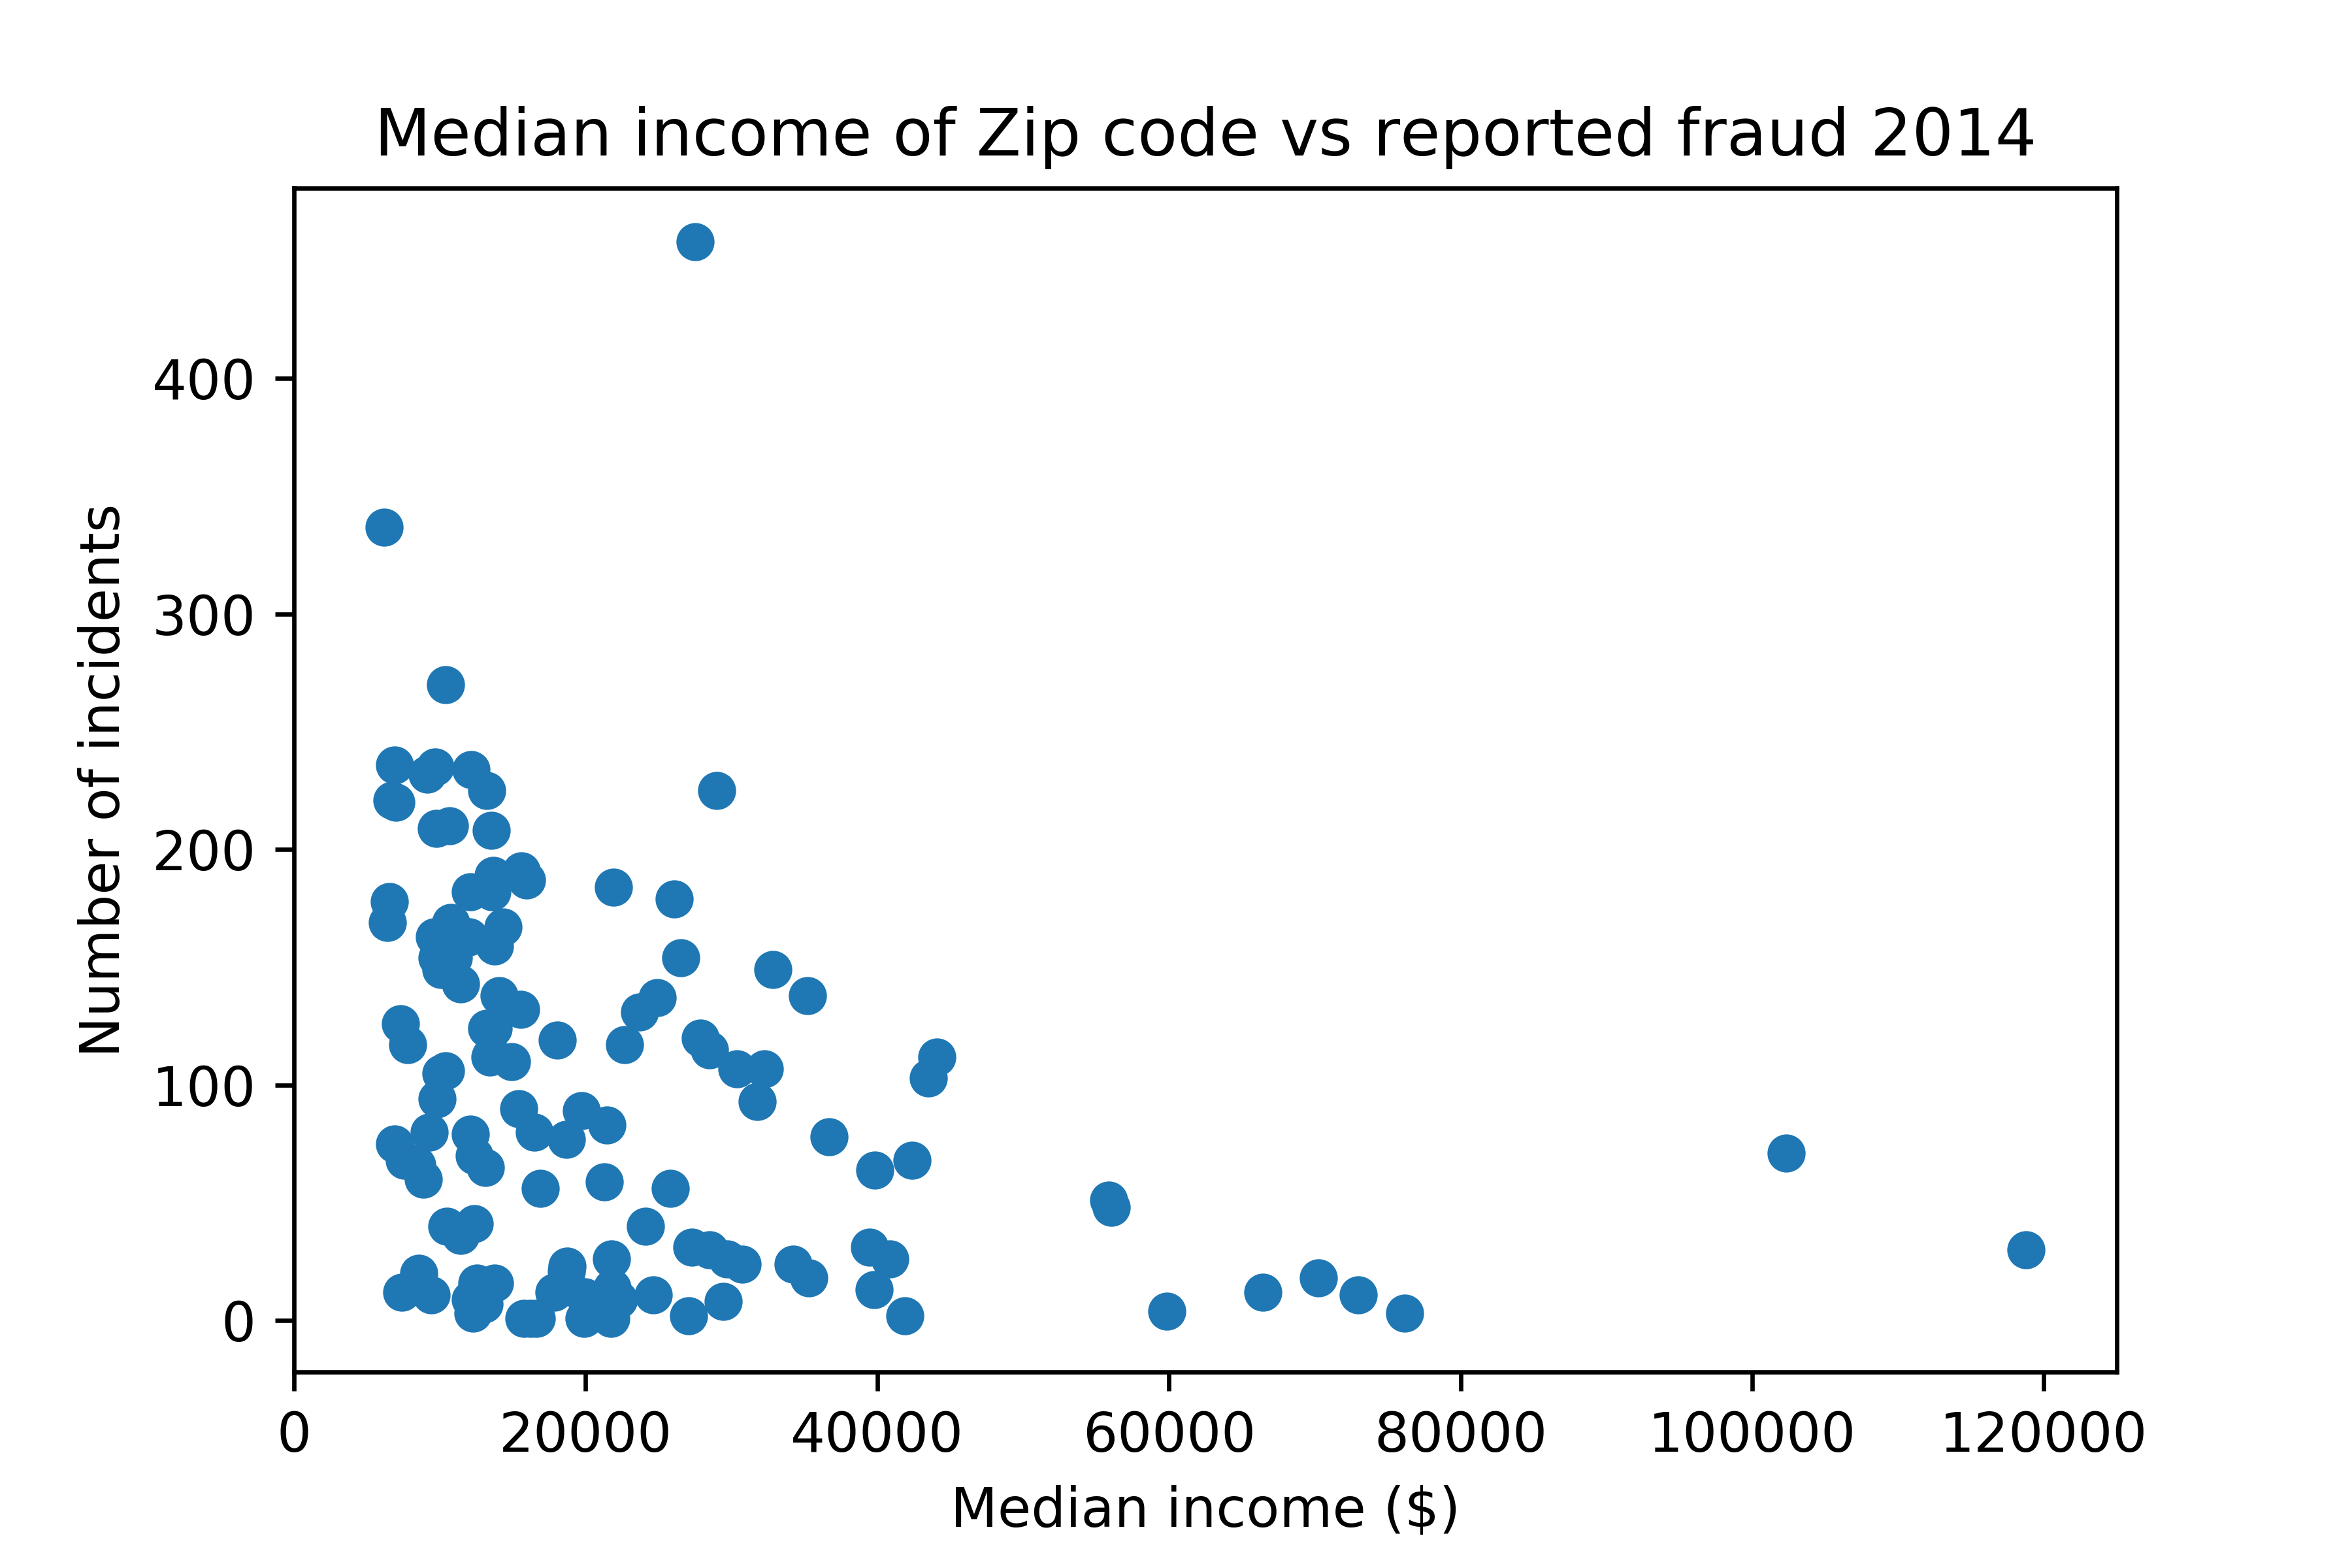 Median income of Zip code vs reported fraud 2014
Number of incidents
400
300
200
100
0
0 20000 40000 60000 80000 100000 120000
Median income ($)